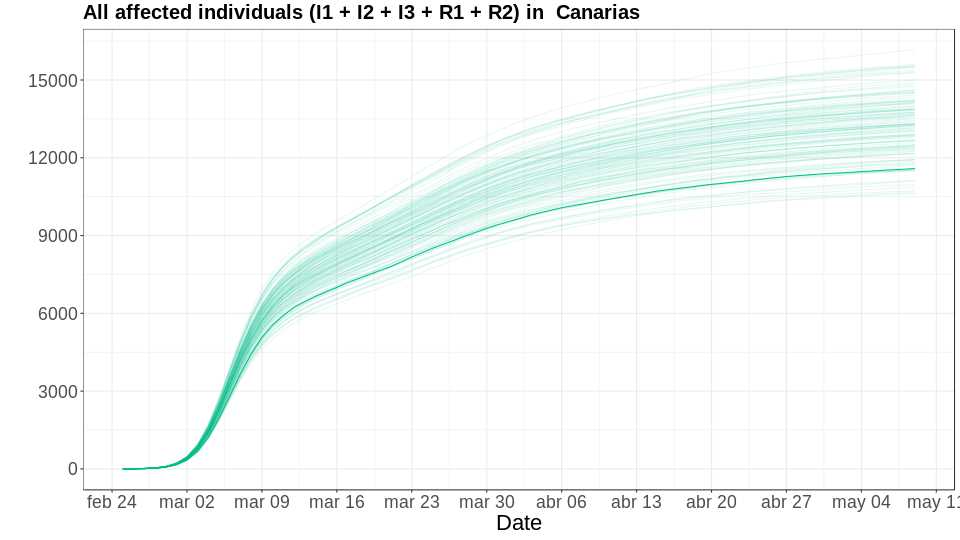 All affected individuals (I1 + I2 + I3 + R1 + R2) in  Canarias
15000
12000
9000
6000
3000
0
feb 24 mar 02 mar 09 mar 16 mar 23 mar 30 abr 06 abr 13 abr 20 abr 27 may 04 may 11
Date